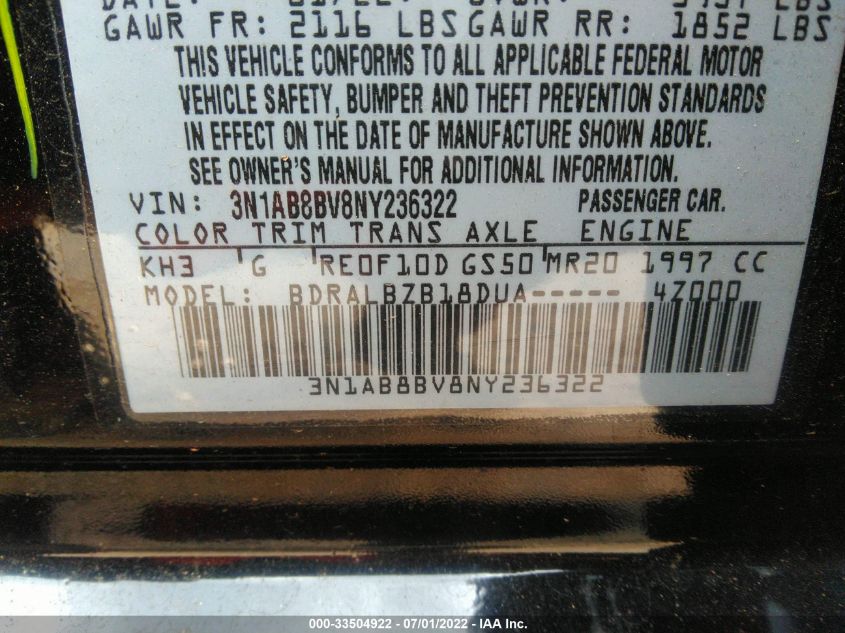 GAWR FR: 2116 LBS GAWR RR: 1852 LBS
THIS VEHICLE CONFORMS TO ALL APPLICABLE FEDERAL MOTOR
VEHICLE SAFETY, BUMPER AND THEFT PREVENTION STANDARDS
IN EFFECT ON THE DATE OF MANUFACTURE SHOWN ABOVE.
SEE OWNER'S MANUAL FOR ADDITIONAL INFORMATION.
VIN: 3N1AB8BV8NY236322 PASSENGER CAR.
COLOR TRIM TRANS AXLE ENGINE
KH3 G RE0F10D GS50 MR20 1997 CC
MODEL: BDRALBZB18DUA----- 4Z000
3N1AB8BV8NY236322
000-33504922 - 07/01/2022 - IAA Inc.